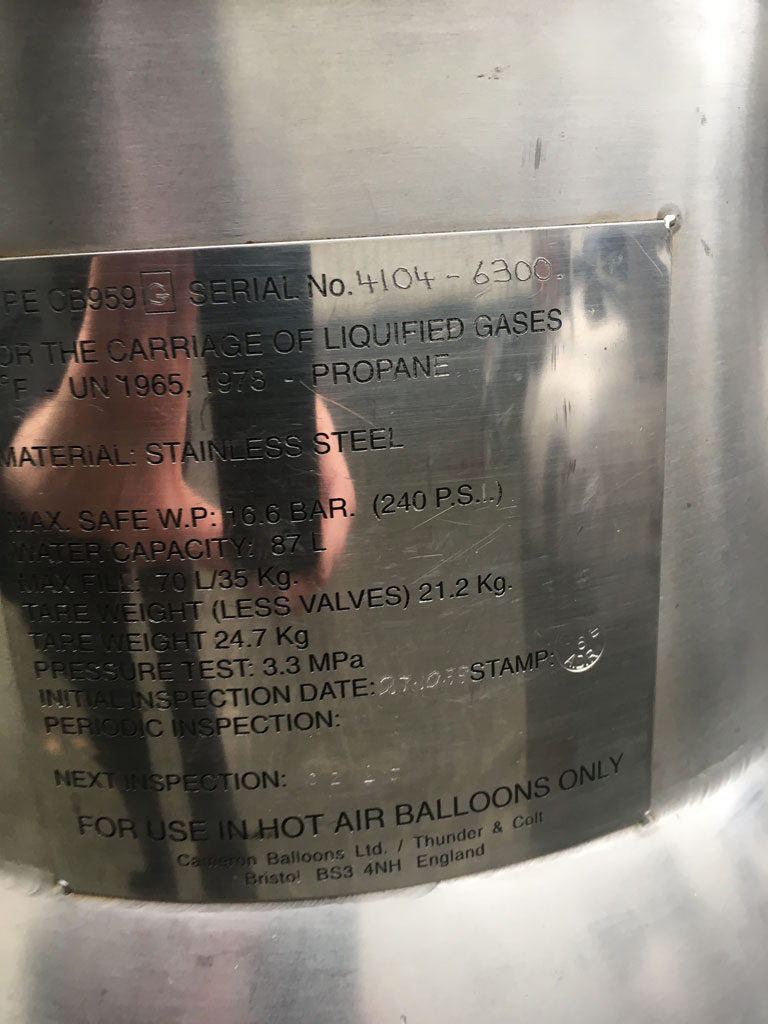 PE CB959 G SERIAL No. 4104 - 6300.
OR THE CARRIAGE OF LIQUIFIED GASES
°F - UN 1965, 1978 - PROPANE
MATERIAL: STAINLESS STEEL
MAX. SAFE W.P: 16.6 BAR. (240 P.S.I.)
WATER CAPACITY: 87 L
MAX FILL: 70 L/35 Kg.
TARE WEIGHT (LESS VALVES) 21.2 Kg.
TARE WEIGHT 24.7 Kg
PRESSURE TEST: 3.3 MPa
INITIAL INSPECTION DATE: STAMP:
PERIODIC INSPECTION:
NEXT INSPECTION:
FOR USE IN HOT AIR BALLOONS ONLY
Cameron Balloons Ltd. / Thunder & Colt
Bristol BS3 4NH England